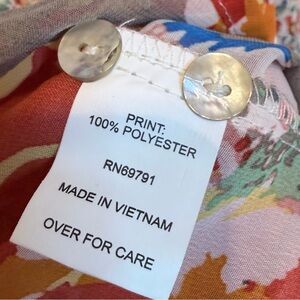 PRINT:
100% POLYESTER
RN69791
MADE IN VIETNAM
OVER FOR CARE